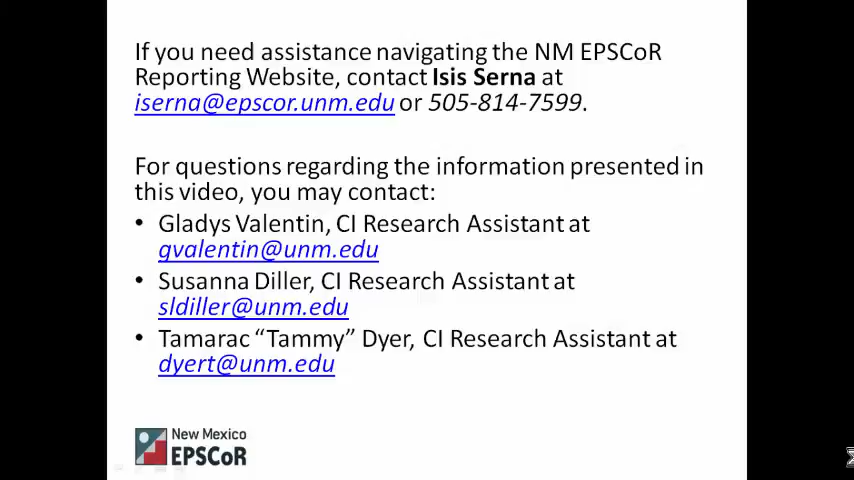 If you need assistance navigating the NM EPSCoR
Reporting Website, contact Isis Serna at
iserna@epscor.unm.edu or 505-814-7599.
For questions regarding the information presented in
this video, you may contact:
• Gladys Valentin, CI Research Assistant at
gvalentin@unm.edu
• Susanna Diller, CI Research Assistant at
sldiller@unm.edu
• Tamarac “Tammy” Dyer, CI Research Assistant at
dyert@unm.edu
New Mexico
EPSCoR